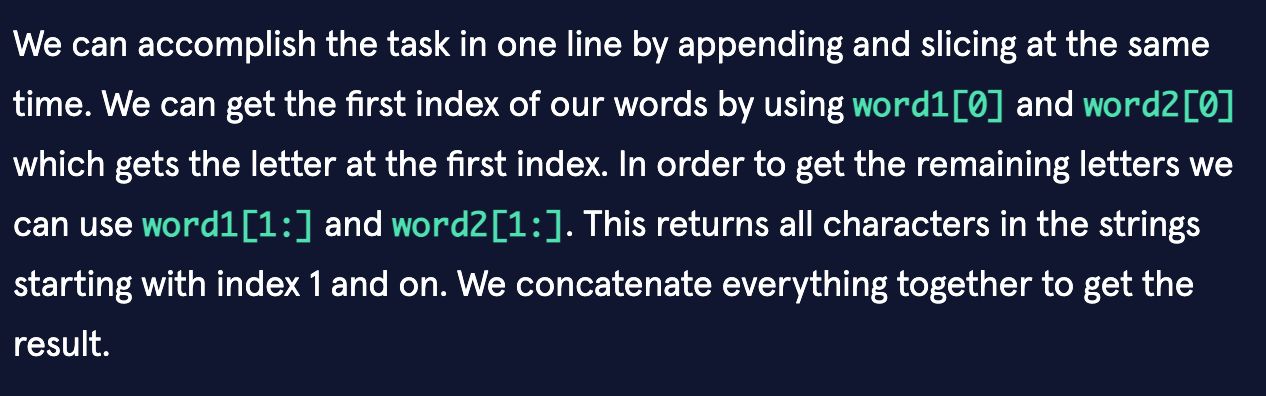 We can accomplish the task in one line by appending and slicing at the same
time. We can get the first index of our words by using word1[0] and word2[0]
which gets the letter at the first index. In order to get the remaining letters we
can use word1[1:] and word2[1:]. This returns all characters in the strings
starting with index 1 and on. We concatenate everything together to get the
result.